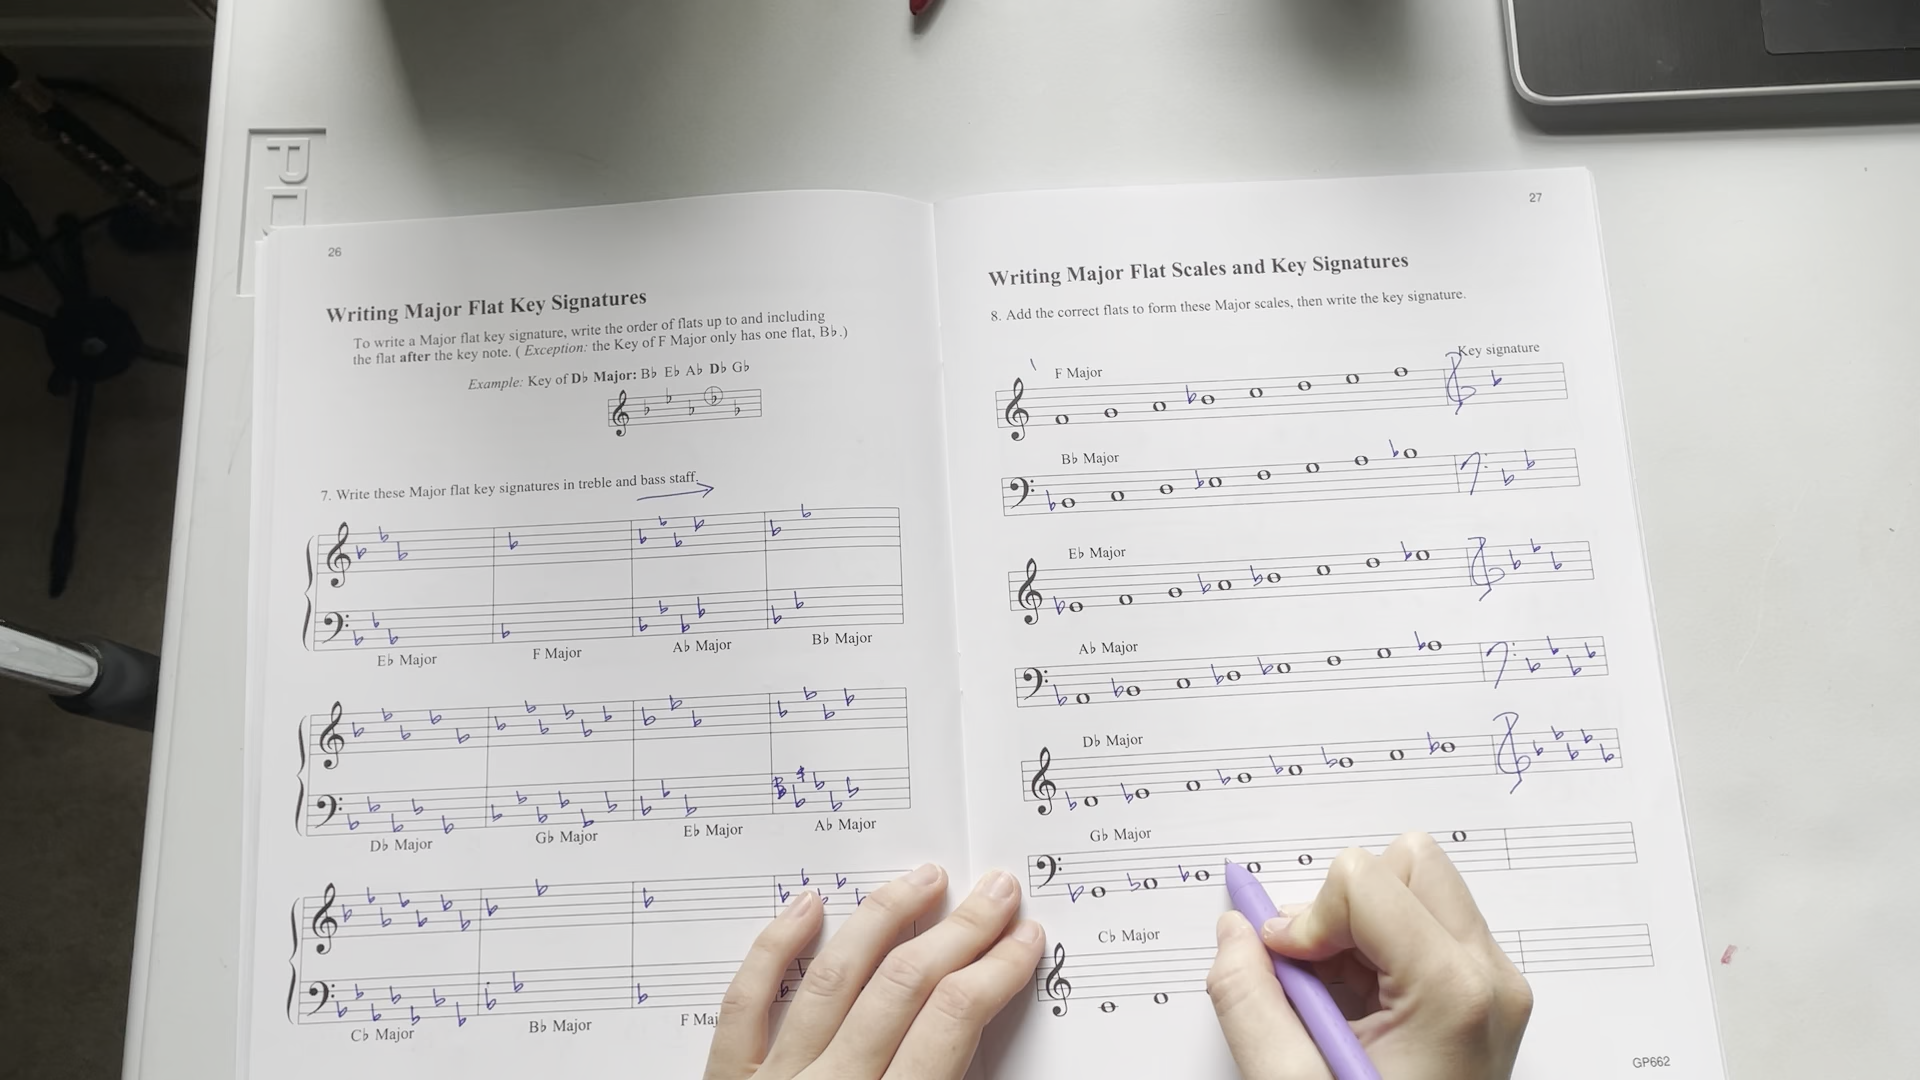 26
Writing Major Flat Key Signatures
To write a Major flat key signature, write the order of flats up to and including
the flat after the key note. ( Exception: the Key of F Major only has one flat, B♭.)
Example: Key of D♭ Major: B♭ E♭ A♭ D♭ G♭
7. Write these Major flat key signatures in treble and bass staff.
E♭ Major
F Major
A♭ Major
B♭ Major
D♭ Major
G♭ Major
E♭ Major
A♭ Major
C♭ Major
B♭ Major
F Maj
27
Writing Major Flat Scales and Key Signatures
8. Add the correct flats to form these Major scales, then write the key signature.
Key signature
F Major
B♭ Major
E♭ Major
A♭ Major
D♭ Major
G♭ Major
C♭ Major
GP662